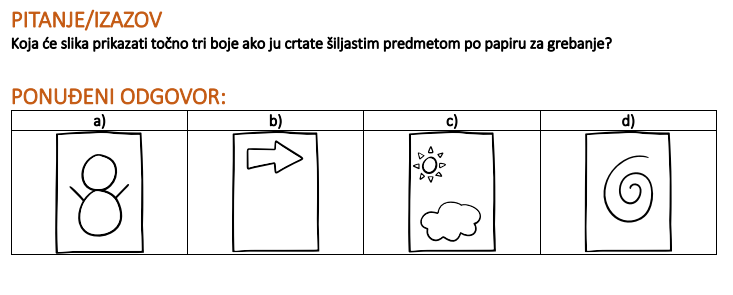 PITANJE/IZAZOV
Koja će slika prikazati točno tri boje ako ju crtate šiljastim predmetom po papiru za grebanje?
PONUĐENI ODGOVOR:
a) b) c) d)